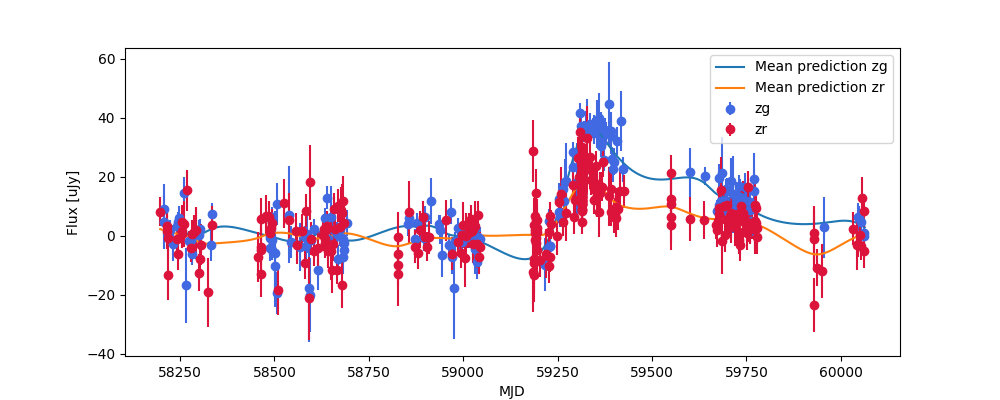 60
40
20
0
−20
−40
Flux [uJy]
58250
58500
58750
59000
59250
59500
59750
60000
MJD
Mean prediction zg
Mean prediction zr
zg
zr